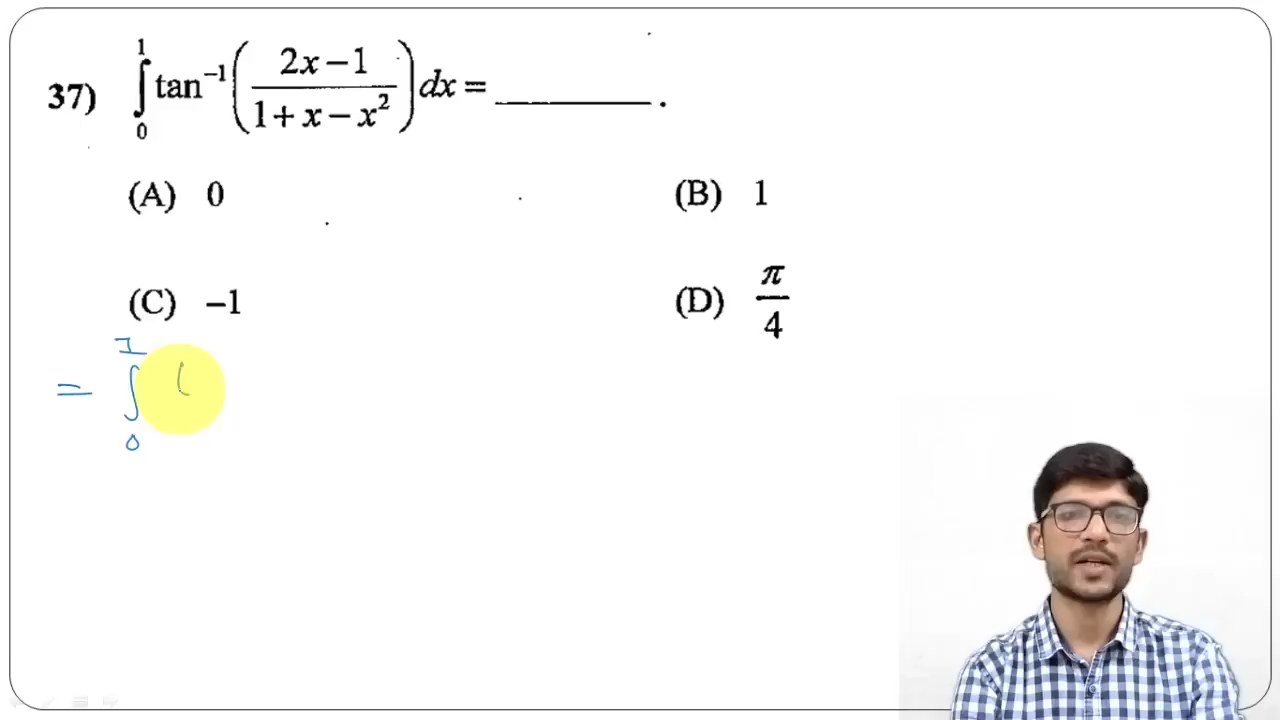 37) ∫₀¹ tan⁻¹((2x−1)/(1+x−x²)) dx = ________ .
(A) 0
(B) 1
(C) −1
(D) π/4
= ∫₀¹ (